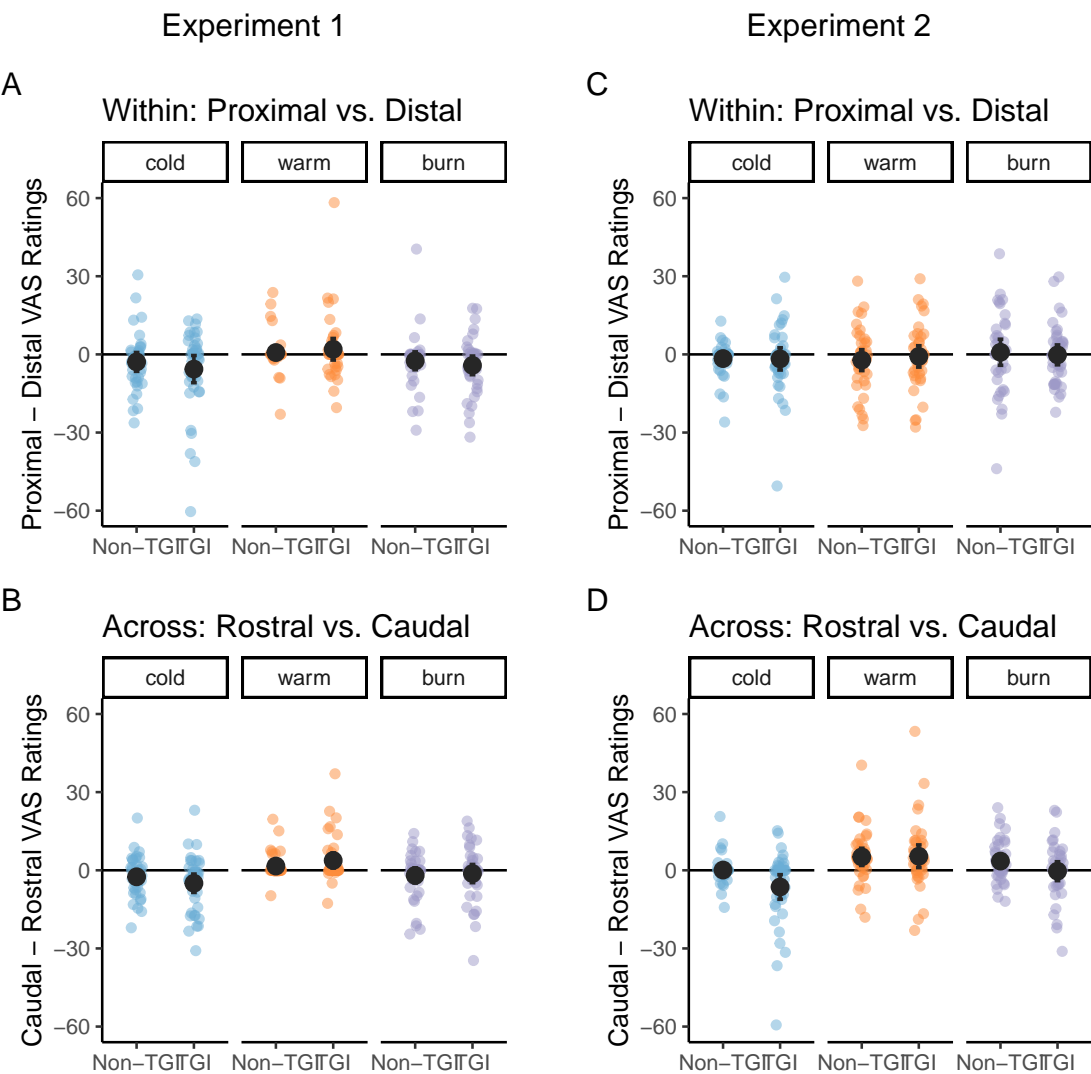 Experiment 1
Experiment 2
A
Within: Proximal vs. Distal
cold
warm
burn
Proximal − Distal VAS Ratings
60
30
0
−30
−60
Non−TGI
TGI
Non−TGI
TGI
Non−TGI
TGI
C
Within: Proximal vs. Distal
cold
warm
burn
Proximal − Distal VAS Ratings
60
30
0
−30
−60
Non−TGI
TGI
Non−TGI
TGI
Non−TGI
TGI
B
Across: Rostral vs. Caudal
cold
warm
burn
Caudal − Rostral VAS Ratings
60
30
0
−30
−60
Non−TGI
TGI
Non−TGI
TGI
Non−TGI
TGI
D
Across: Rostral vs. Caudal
cold
warm
burn
Caudal − Rostral VAS Ratings
60
30
0
−30
−60
Non−TGI
TGI
Non−TGI
TGI
Non−TGI
TGI